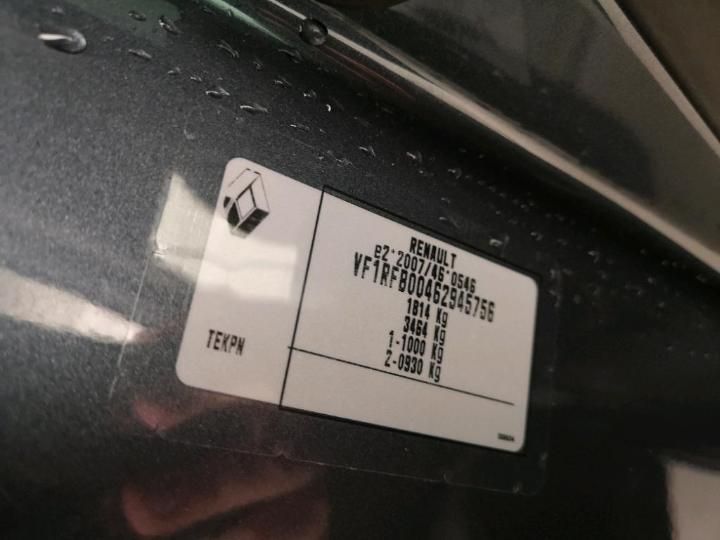 RENAULT
e2*2007/46*0546
VF1RFB00462945756
1814 Kg
3464 Kg
1-1000 Kg
2-0930 Kg
TEKPN